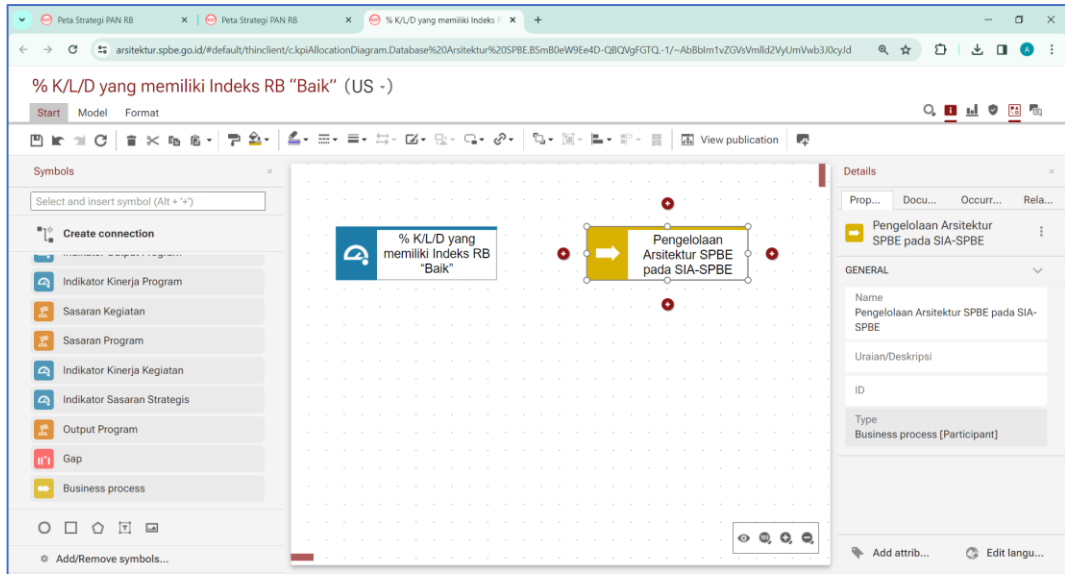 Peta Strategi PAN RB
Peta Strategi PAN RB
% K/L/D yang memiliki Indeks
arsitektur.spbe.go.id/#default/thinclient/c.kpiAllocationDiagram.Database%20Arsitektur%20SPBE.BSmB0eW9Ee4D-QBQVgFGTQ.-1/~AbBbIm1vZGVsVmlld2VyUmVwb3J0cyJd
% K/L/D yang memiliki Indeks RB “Baik” (US -)
Start Model Format
View publication
Symbols
Select and insert symbol (Alt + '+')
Create connection
Indikator Output Program
Indikator Kinerja Program
Sasaran Kegiatan
Sasaran Program
Indikator Kinerja Kegiatan
Indikator Sasaran Strategis
Output Program
Gap
Business process
Add/Remove symbols...
% K/L/D yang
memiliki Indeks RB
“Baik”
Pengelolaan
Arsitektur SPBE
pada SIA-SPBE
Details
Prop... Docu... Occurr... Rela...
Pengelolaan Arsitektur
SPBE pada SIA-SPBE
GENERAL
Name
Pengelolaan Arsitektur SPBE pada SIA-
SPBE
Uraian/Deskripsi
ID
Type
Business process [Participant]
Add attrib... Edit langu...